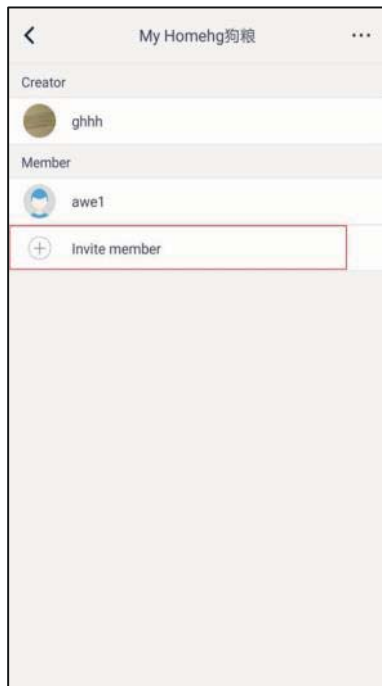 My Homehg狗粮
Creator
ghhh
Member
awe1
Invite member